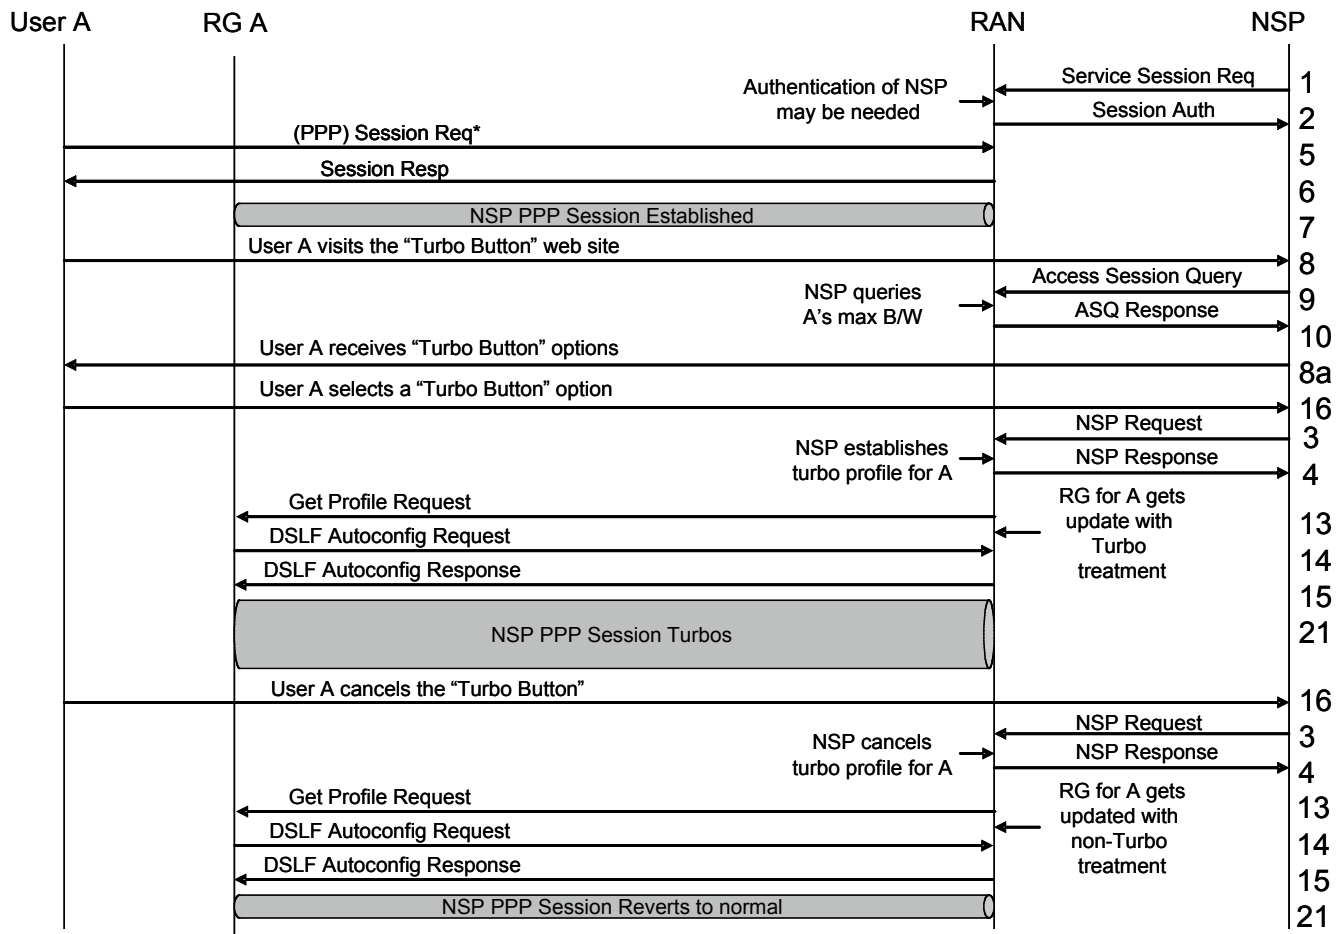 User A
RG A
RAN
NSP
Service Session Req
1
Authentication of NSP
may be needed
Session Auth
2
(PPP) Session Req*
5
Session Resp
6
NSP PPP Session Established
7
User A visits the “Turbo Button” web site
8
Access Session Query
9
NSP queries
A's max B/W
ASQ Response
10
User A receives “Turbo Button” options
8a
User A selects a “Turbo Button” option
16
NSP Request
3
NSP establishes
turbo profile for A
NSP Response
4
Get Profile Request
RG for A gets
update with
Turbo
treatment
13
DSLF Autoconfig Request
14
DSLF Autoconfig Response
15
NSP PPP Session Turbos
21
User A cancels the “Turbo Button”
16
NSP Request
3
NSP cancels
turbo profile for A
NSP Response
4
Get Profile Request
RG for A gets
updated with
non-Turbo
treatment
13
DSLF Autoconfig Request
14
DSLF Autoconfig Response
15
NSP PPP Session Reverts to normal
21